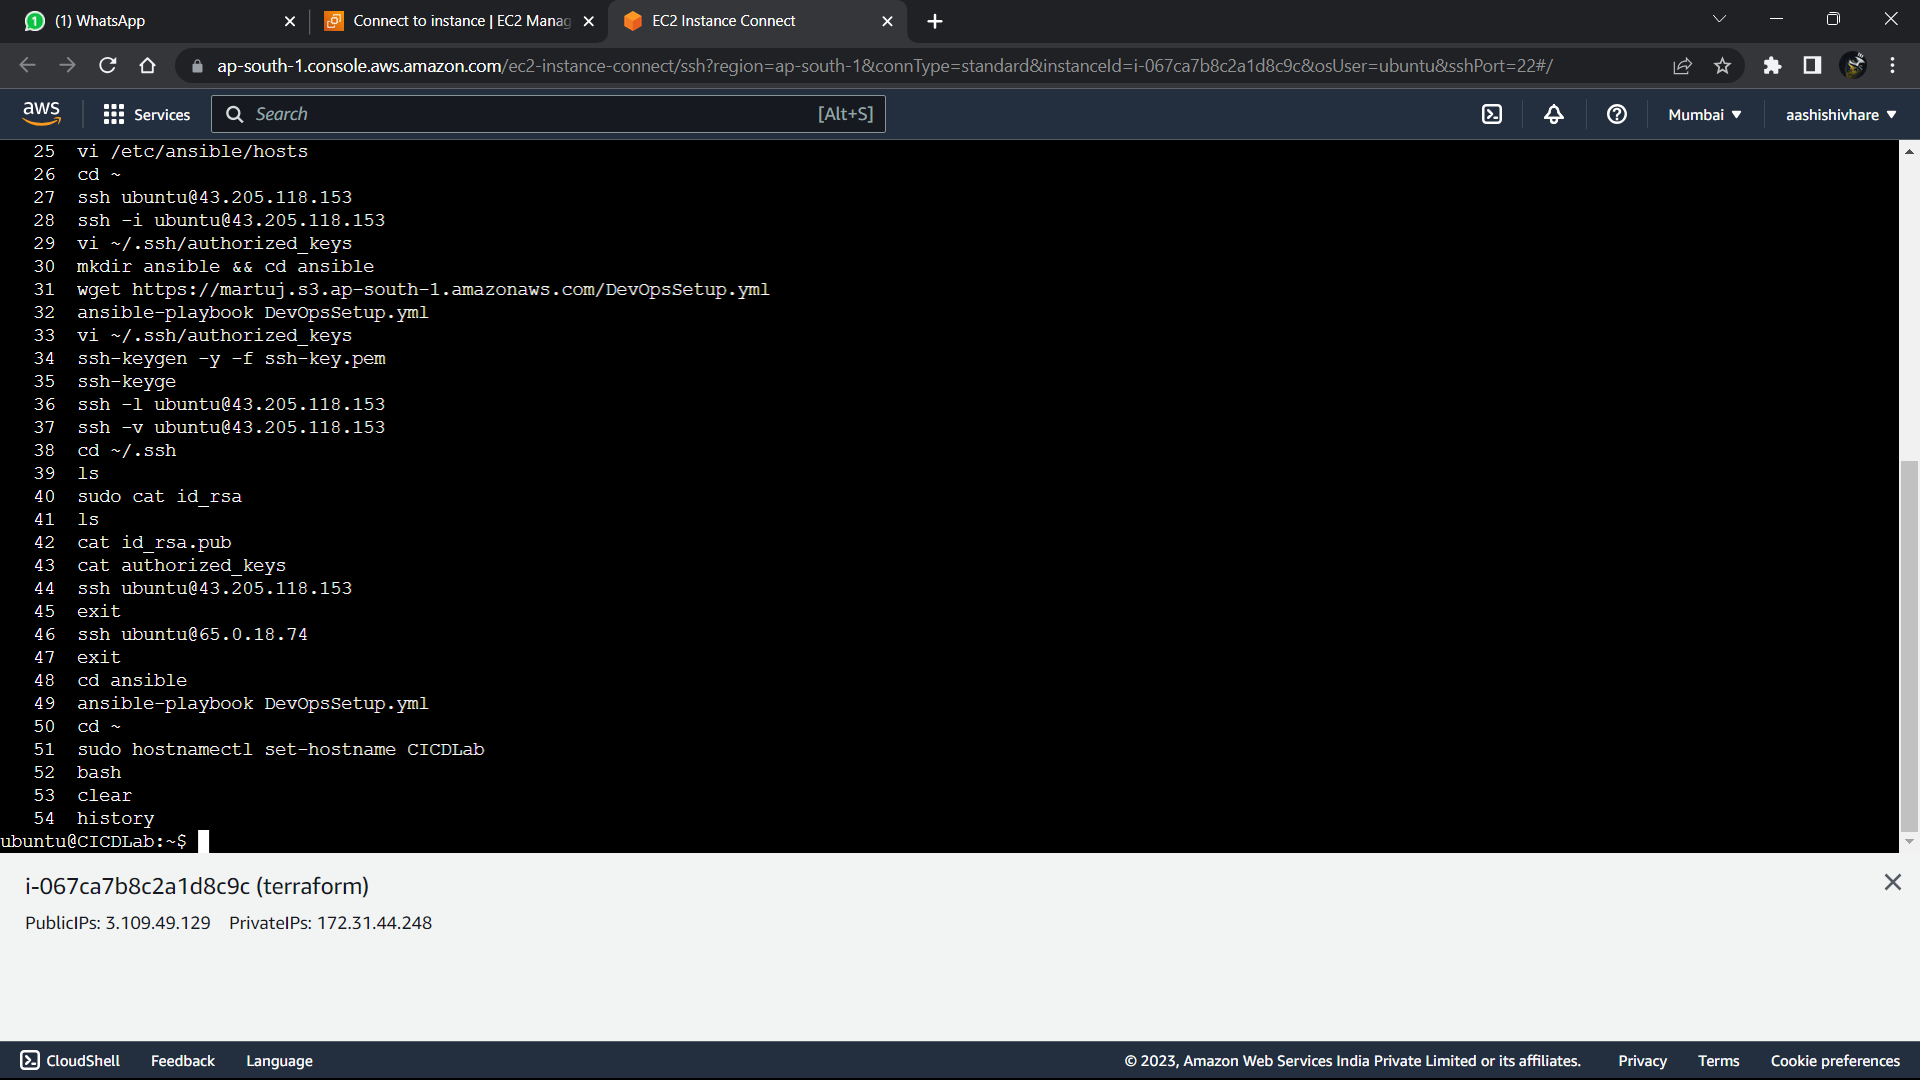 (1) WhatsApp
Connect to instance | EC2 Manag
EC2 Instance Connect
ap-south-1.console.aws.amazon.com/ec2-instance-connect/ssh?region=ap-south-1&connType=standard&instanceId=i-067ca7b8c2a1d8c9c&osUser=ubuntu&sshPort=22#/
aws Services Search [Alt+S] Mumbai aashishivhare
25 vi /etc/ansible/hosts
26 cd ~
27 ssh ubuntu@43.205.118.153
28 ssh -i ubuntu@43.205.118.153
29 vi ~/.ssh/authorized_keys
30 mkdir ansible && cd ansible
31 wget https://martuj.s3.ap-south-1.amazonaws.com/DevOpsSetup.yml
32 ansible-playbook DevOpsSetup.yml
33 vi ~/.ssh/authorized_keys
34 ssh-keygen -y -f ssh-key.pem
35 ssh-keyge
36 ssh -l ubuntu@43.205.118.153
37 ssh -v ubuntu@43.205.118.153
38 cd ~/.ssh
39 ls
40 sudo cat id_rsa
41 ls
42 cat id_rsa.pub
43 cat authorized_keys
44 ssh ubuntu@43.205.118.153
45 exit
46 ssh ubuntu@65.0.18.74
47 exit
48 cd ansible
49 ansible-playbook DevOpsSetup.yml
50 cd ~
51 sudo hostnamectl set-hostname CICDLab
52 bash
53 clear
54 history
ubuntu@CICDLab:~$
i-067ca7b8c2a1d8c9c (terraform)
PublicIPs: 3.109.49.129 PrivateIPs: 172.31.44.248
CloudShell Feedback Language © 2023, Amazon Web Services India Private Limited or its affiliates. Privacy Terms Cookie preferences